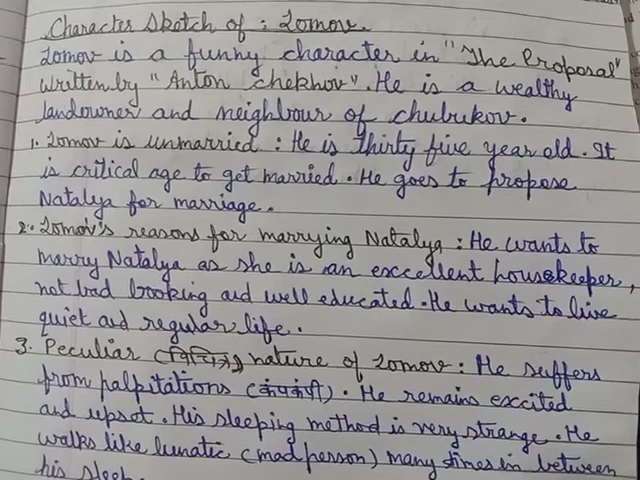 Character Sketch of : Lomov.
Lomov is a funny character in "The Proposal"
written by "Anton Chekhov". He is a wealthy
landowner and neighbour of chubukov.
1. Lomov is unmarried : He is thirty five year old. It
is critical age to get married. He goes to propose
Natalya for marriage.
2. Lomov's reasons for marrying Natalya : He wants to
marry Natalya as she is an excellent housekeeper,
not bad looking and well educated. He wants to live
quiet and regular life.
3. Peculiar (विचित्र) nature of Lomov : He suffers
from palpitations (कंपकंपी). He remains excited
and upset. His sleeping method is very strange. He
walks like lunatic (mad person) many times in between
his sleep.